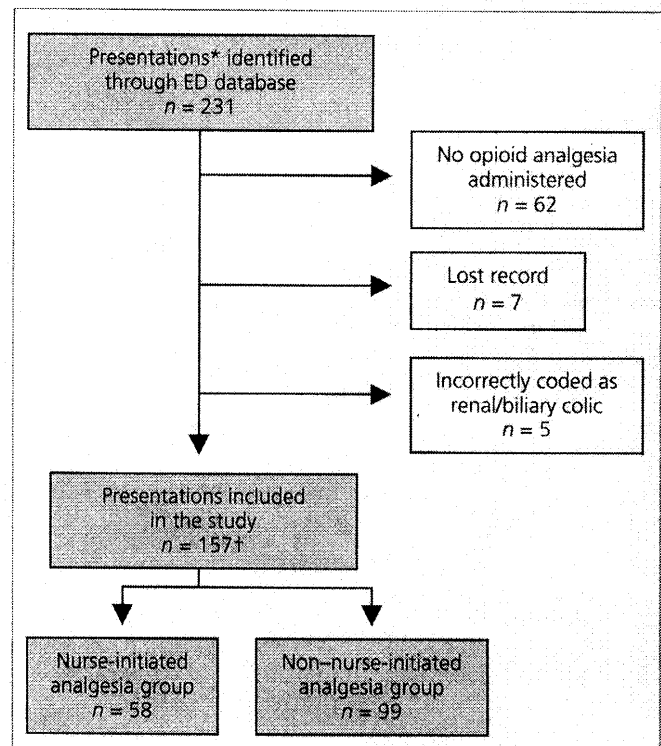 Presentations* identified
through ED database
n = 231
No opioid analgesia
administered
n = 62
Lost record
n = 7
Incorrectly coded as
renal/biliary colic
n = 5
Presentations included
in the study
n = 157†
Nurse-initiated
analgesia group
n = 58
Non–nurse-initiated
analgesia group
n = 99